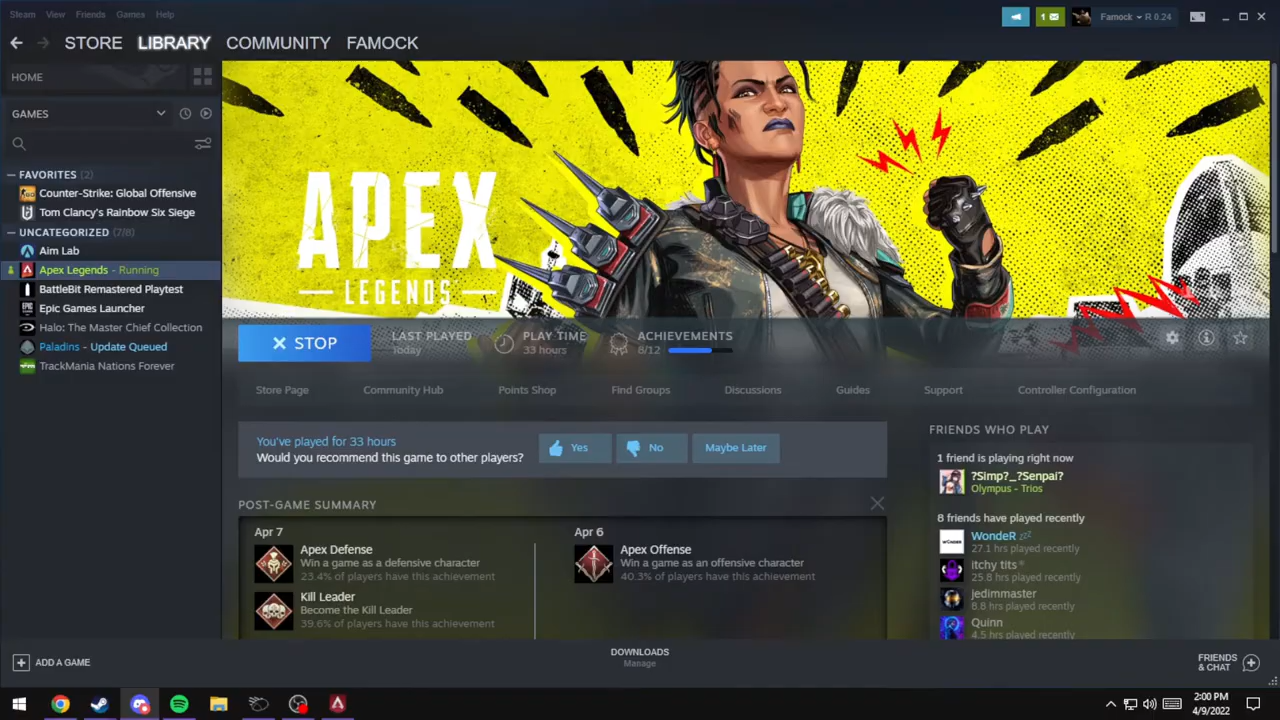 Steam View Friends Games Help
1 Famock R 0.24
STORE LIBRARY COMMUNITY FAMOCK
HOME
GAMES
— FAVORITES (2)
Counter-Strike: Global Offensive
Tom Clancy's Rainbow Six Siege
— UNCATEGORIZED (7/8)
Aim Lab
Apex Legends - Running
BattleBit Remastered Playtest
Epic Games Launcher
Halo: The Master Chief Collection
Paladins - Update Queued
TrackMania Nations Forever
APEX
LEGENDS
STOP
LAST PLAYED
Today
PLAY TIME
33 hours
ACHIEVEMENTS
8/12
Store Page Community Hub Points Shop Find Groups Discussions Guides Support Controller Configuration
You've played for 33 hours
Would you recommend this game to other players?
Yes No Maybe Later
POST-GAME SUMMARY
Apr 7
Apex Defense
Win a game as a defensive character
23.4% of players have this achievement
Kill Leader
Become the Kill Leader
39.6% of players have this achievement
Apr 6
Apex Offense
Win a game as an offensive character
40.3% of players have this achievement
FRIENDS WHO PLAY
1 friend is playing right now
?SImp?_?Senpai?
Olympus - Trios
8 friends have played recently
WondeR zzz
27.1 hrs played recently
itchy tits*
25.8 hrs played recently
jedimmaster
8.8 hrs played recently
Quinn
4.5 hrs played recently
ADD A GAME
DOWNLOADS
Manage
FRIENDS
& CHAT
2:00 PM
4/9/2022